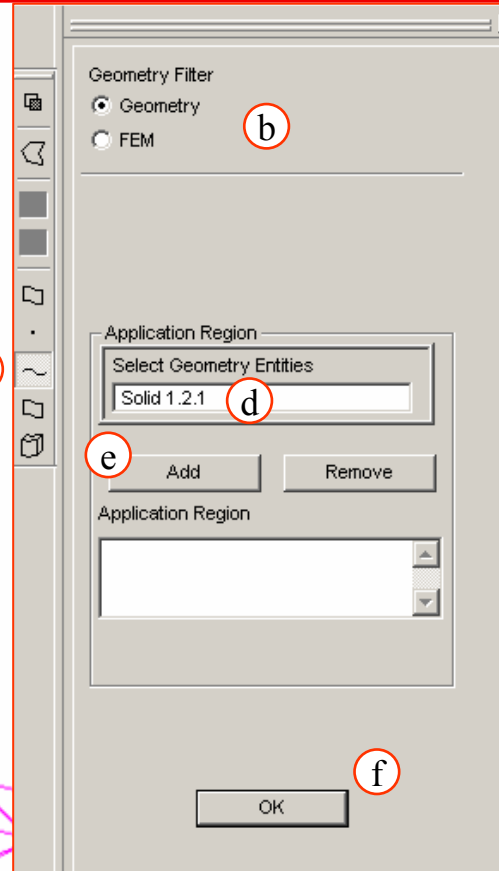 Geometry Filter
Geometry
FEM
b
Application Region
Select Geometry Entities
Solid 1.2.1 d
e
Add Remove
Application Region
f
OK